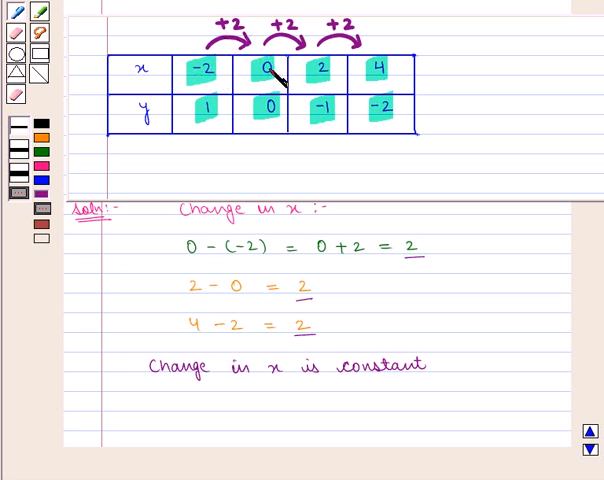 +2 +2 +2
x -2 0 2 4
y 1 0 -1 -2
soln:- Change in x :-
0 - (-2) = 0 + 2 = 2
2 - 0 = 2
4 - 2 = 2
Change in x is constant